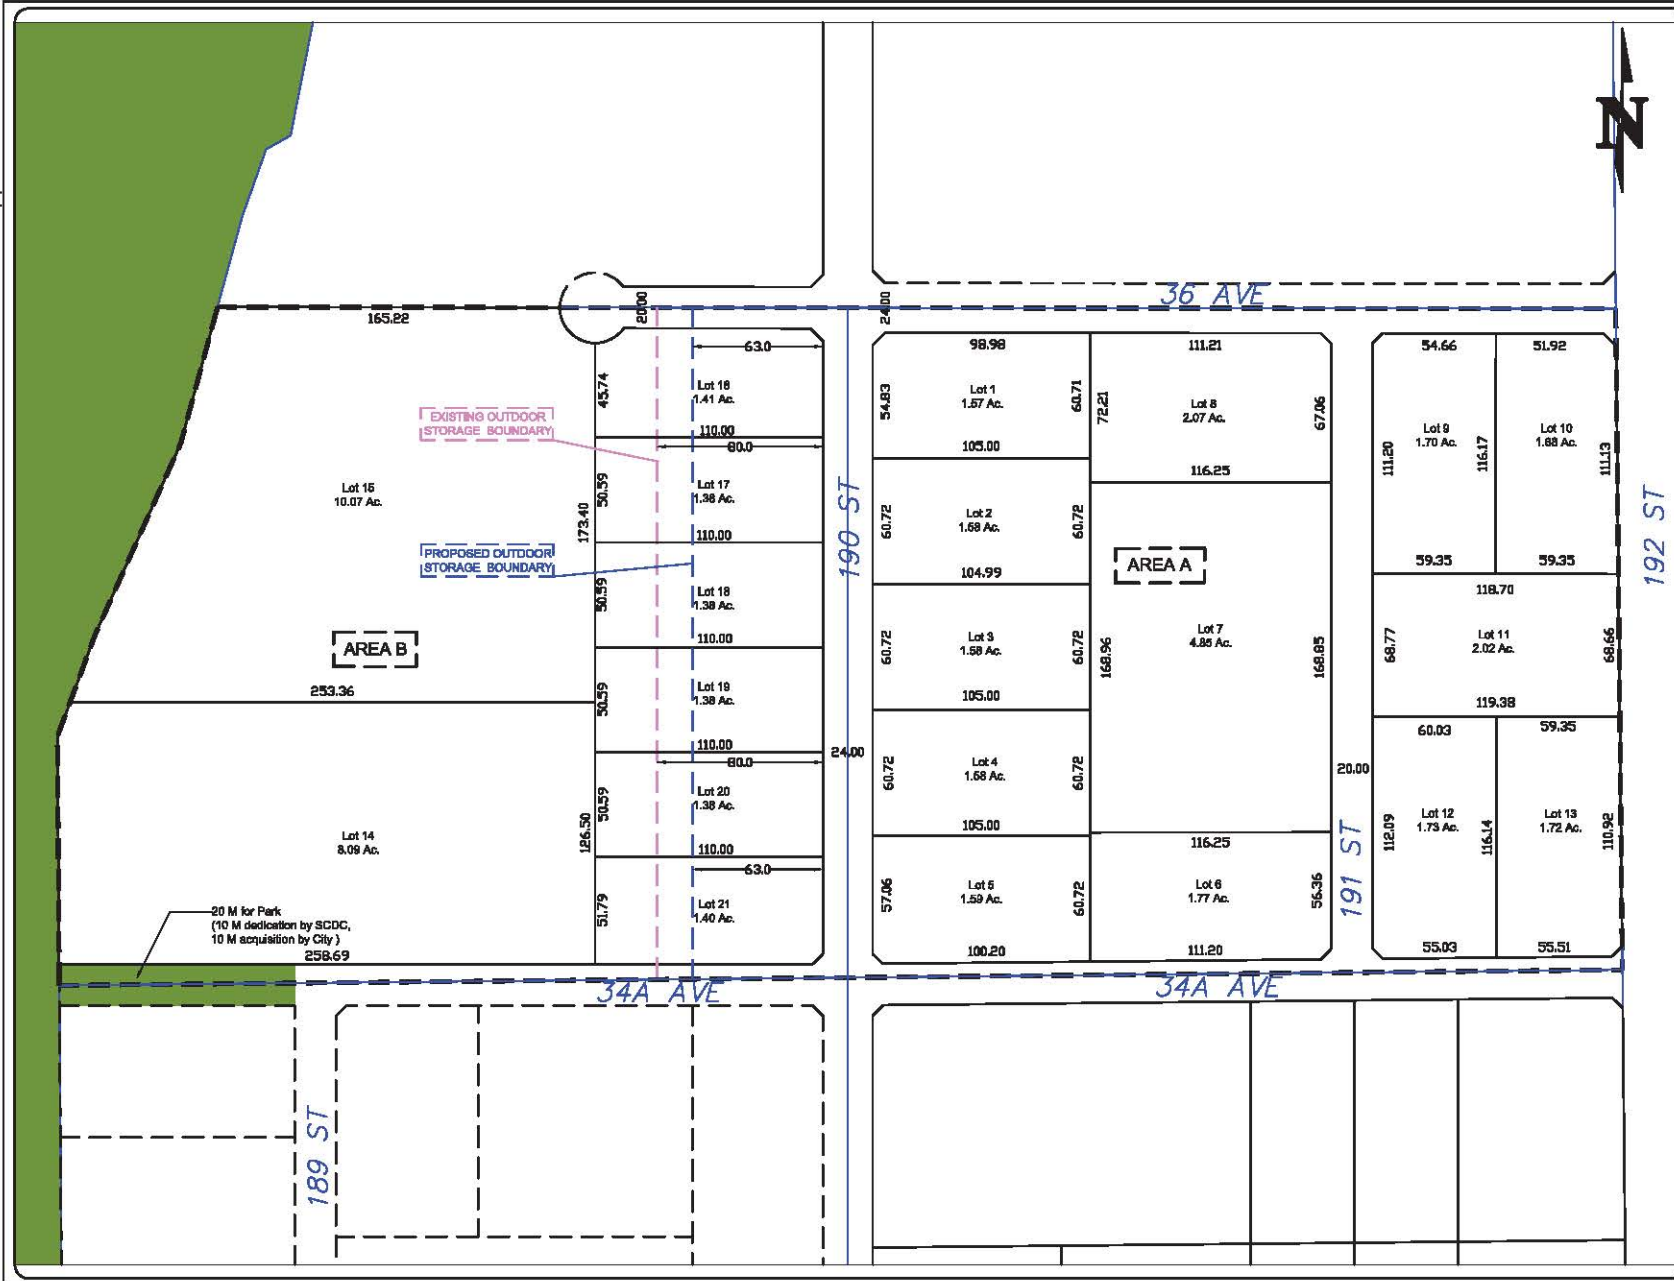 N
36 AVE
165.22
20.00
24.00
63.0
98.98
111.21
54.66
51.92
45.74
Lot 16
1.41 Ac.
54.83
Lot 1
1.57 Ac.
60.71
72.21
Lot 8
2.07 Ac.
67.06
EXISTING OUTDOOR
STORAGE BOUNDARY
110.00
80.0
105.00
116.25
111.20
Lot 9
1.70 Ac.
116.17
Lot 10
1.68 Ac.
111.13
Lot 15
10.07 Ac.
173.40
50.59
Lot 17
1.38 Ac.
110.00
190 ST
60.72
Lot 2
1.58 Ac.
60.72
192 ST
PROPOSED OUTDOOR
STORAGE BOUNDARY
104.99
AREA A
59.35
59.35
118.70
50.59
Lot 18
1.38 Ac.
110.00
60.72
Lot 3
1.58 Ac.
60.72
168.96
Lot 7
4.85 Ac.
168.85
68.77
Lot 11
2.02 Ac.
68.66
AREA B
253.36
50.59
Lot 19
1.38 Ac.
105.00
119.38
110.00
80.0
24.00
60.03
59.35
60.72
Lot 4
1.58 Ac.
60.72
20.00
126.50
50.59
Lot 20
1.38 Ac.
105.00
112.09
Lot 12
1.73 Ac.
116.14
Lot 13
1.72 Ac.
110.92
Lot 14
8.09 Ac.
110.00
63.0
116.25
191 ST
51.79
Lot 21
1.40 Ac.
57.06
Lot 5
1.59 Ac.
60.72
Lot 6
1.77 Ac.
56.36
20 M for Park
(10 M dedication by SCDC,
10 M acquisition by City )
258.69
100.20
111.20
55.03
55.51
34A AVE
34A AVE
189 ST